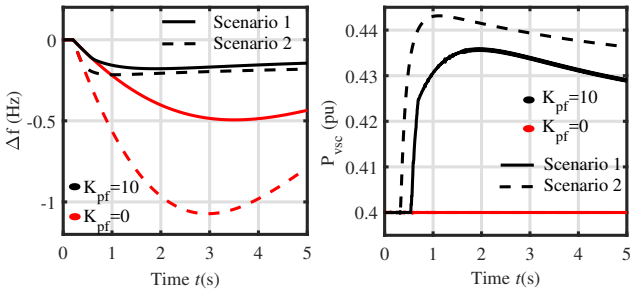 Scenario 1
Scenario 2
0
-0.5
-1
Δf (Hz)
K_pf=10
K_pf=0
0 1 2 3 4 5
Time t(s)
0.44
0.43
0.42
0.41
0.4
P_vsc (pu)
K_pf=10
K_pf=0
Scenario 1
Scenario 2
0 1 2 3 4 5
Time t(s)